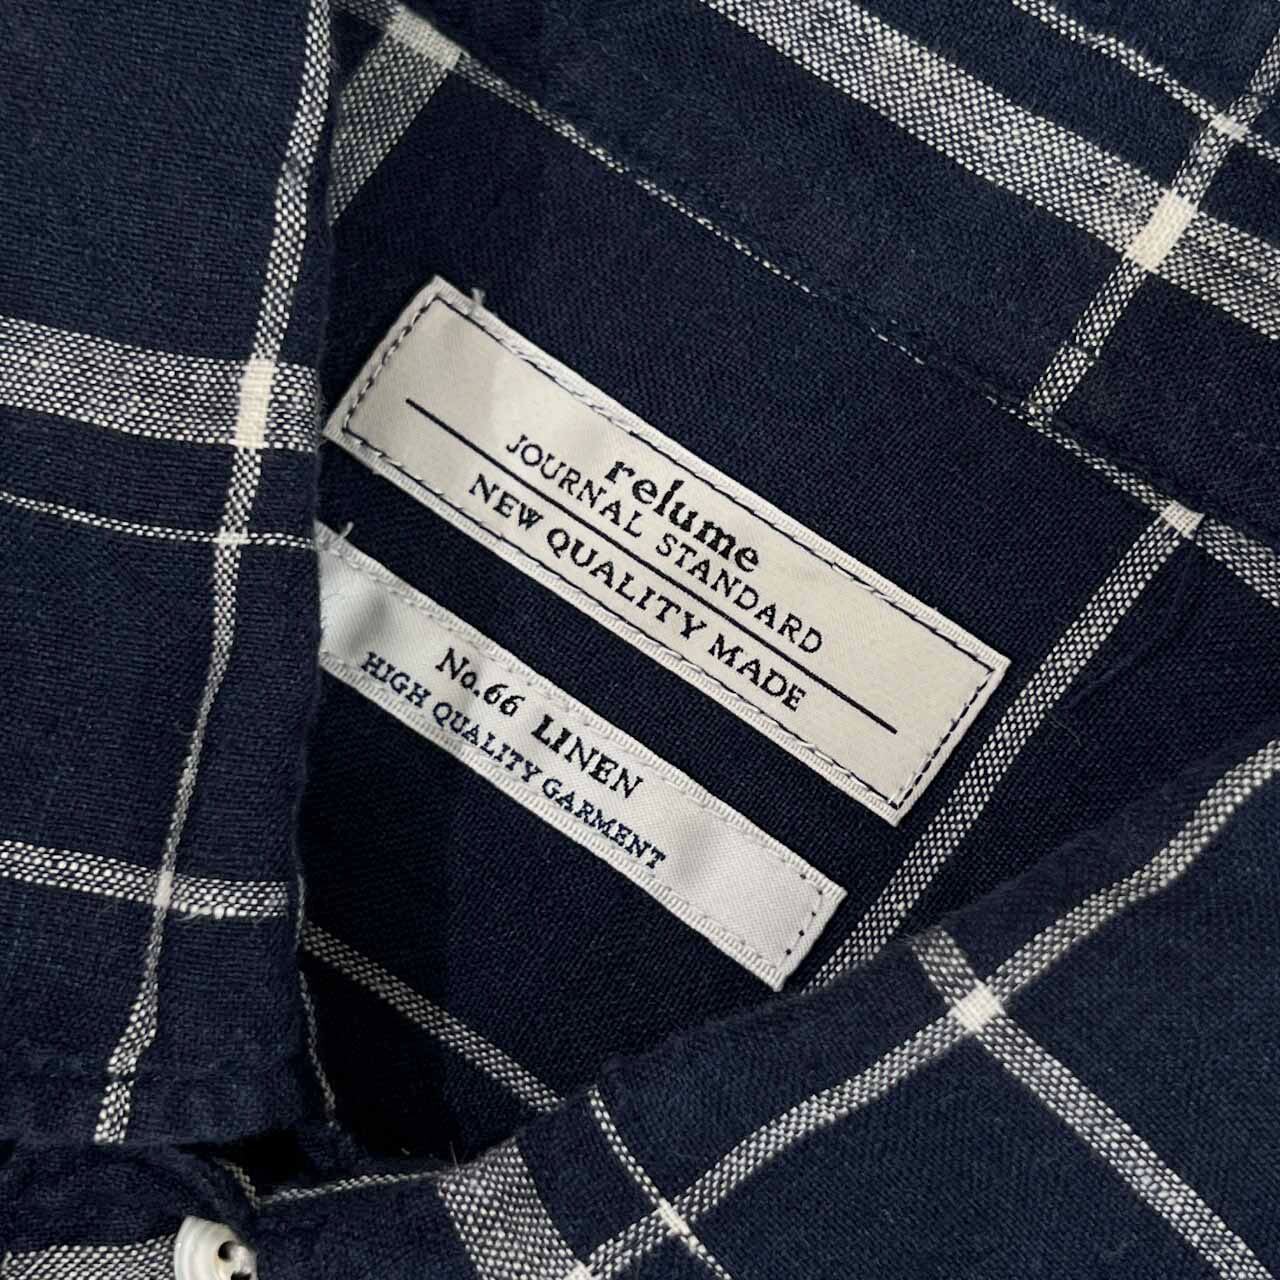 relume
JOURNAL STANDARD
NEW QUALITY MADE
No.66 LINEN
HIGH QUALITY GARMENT